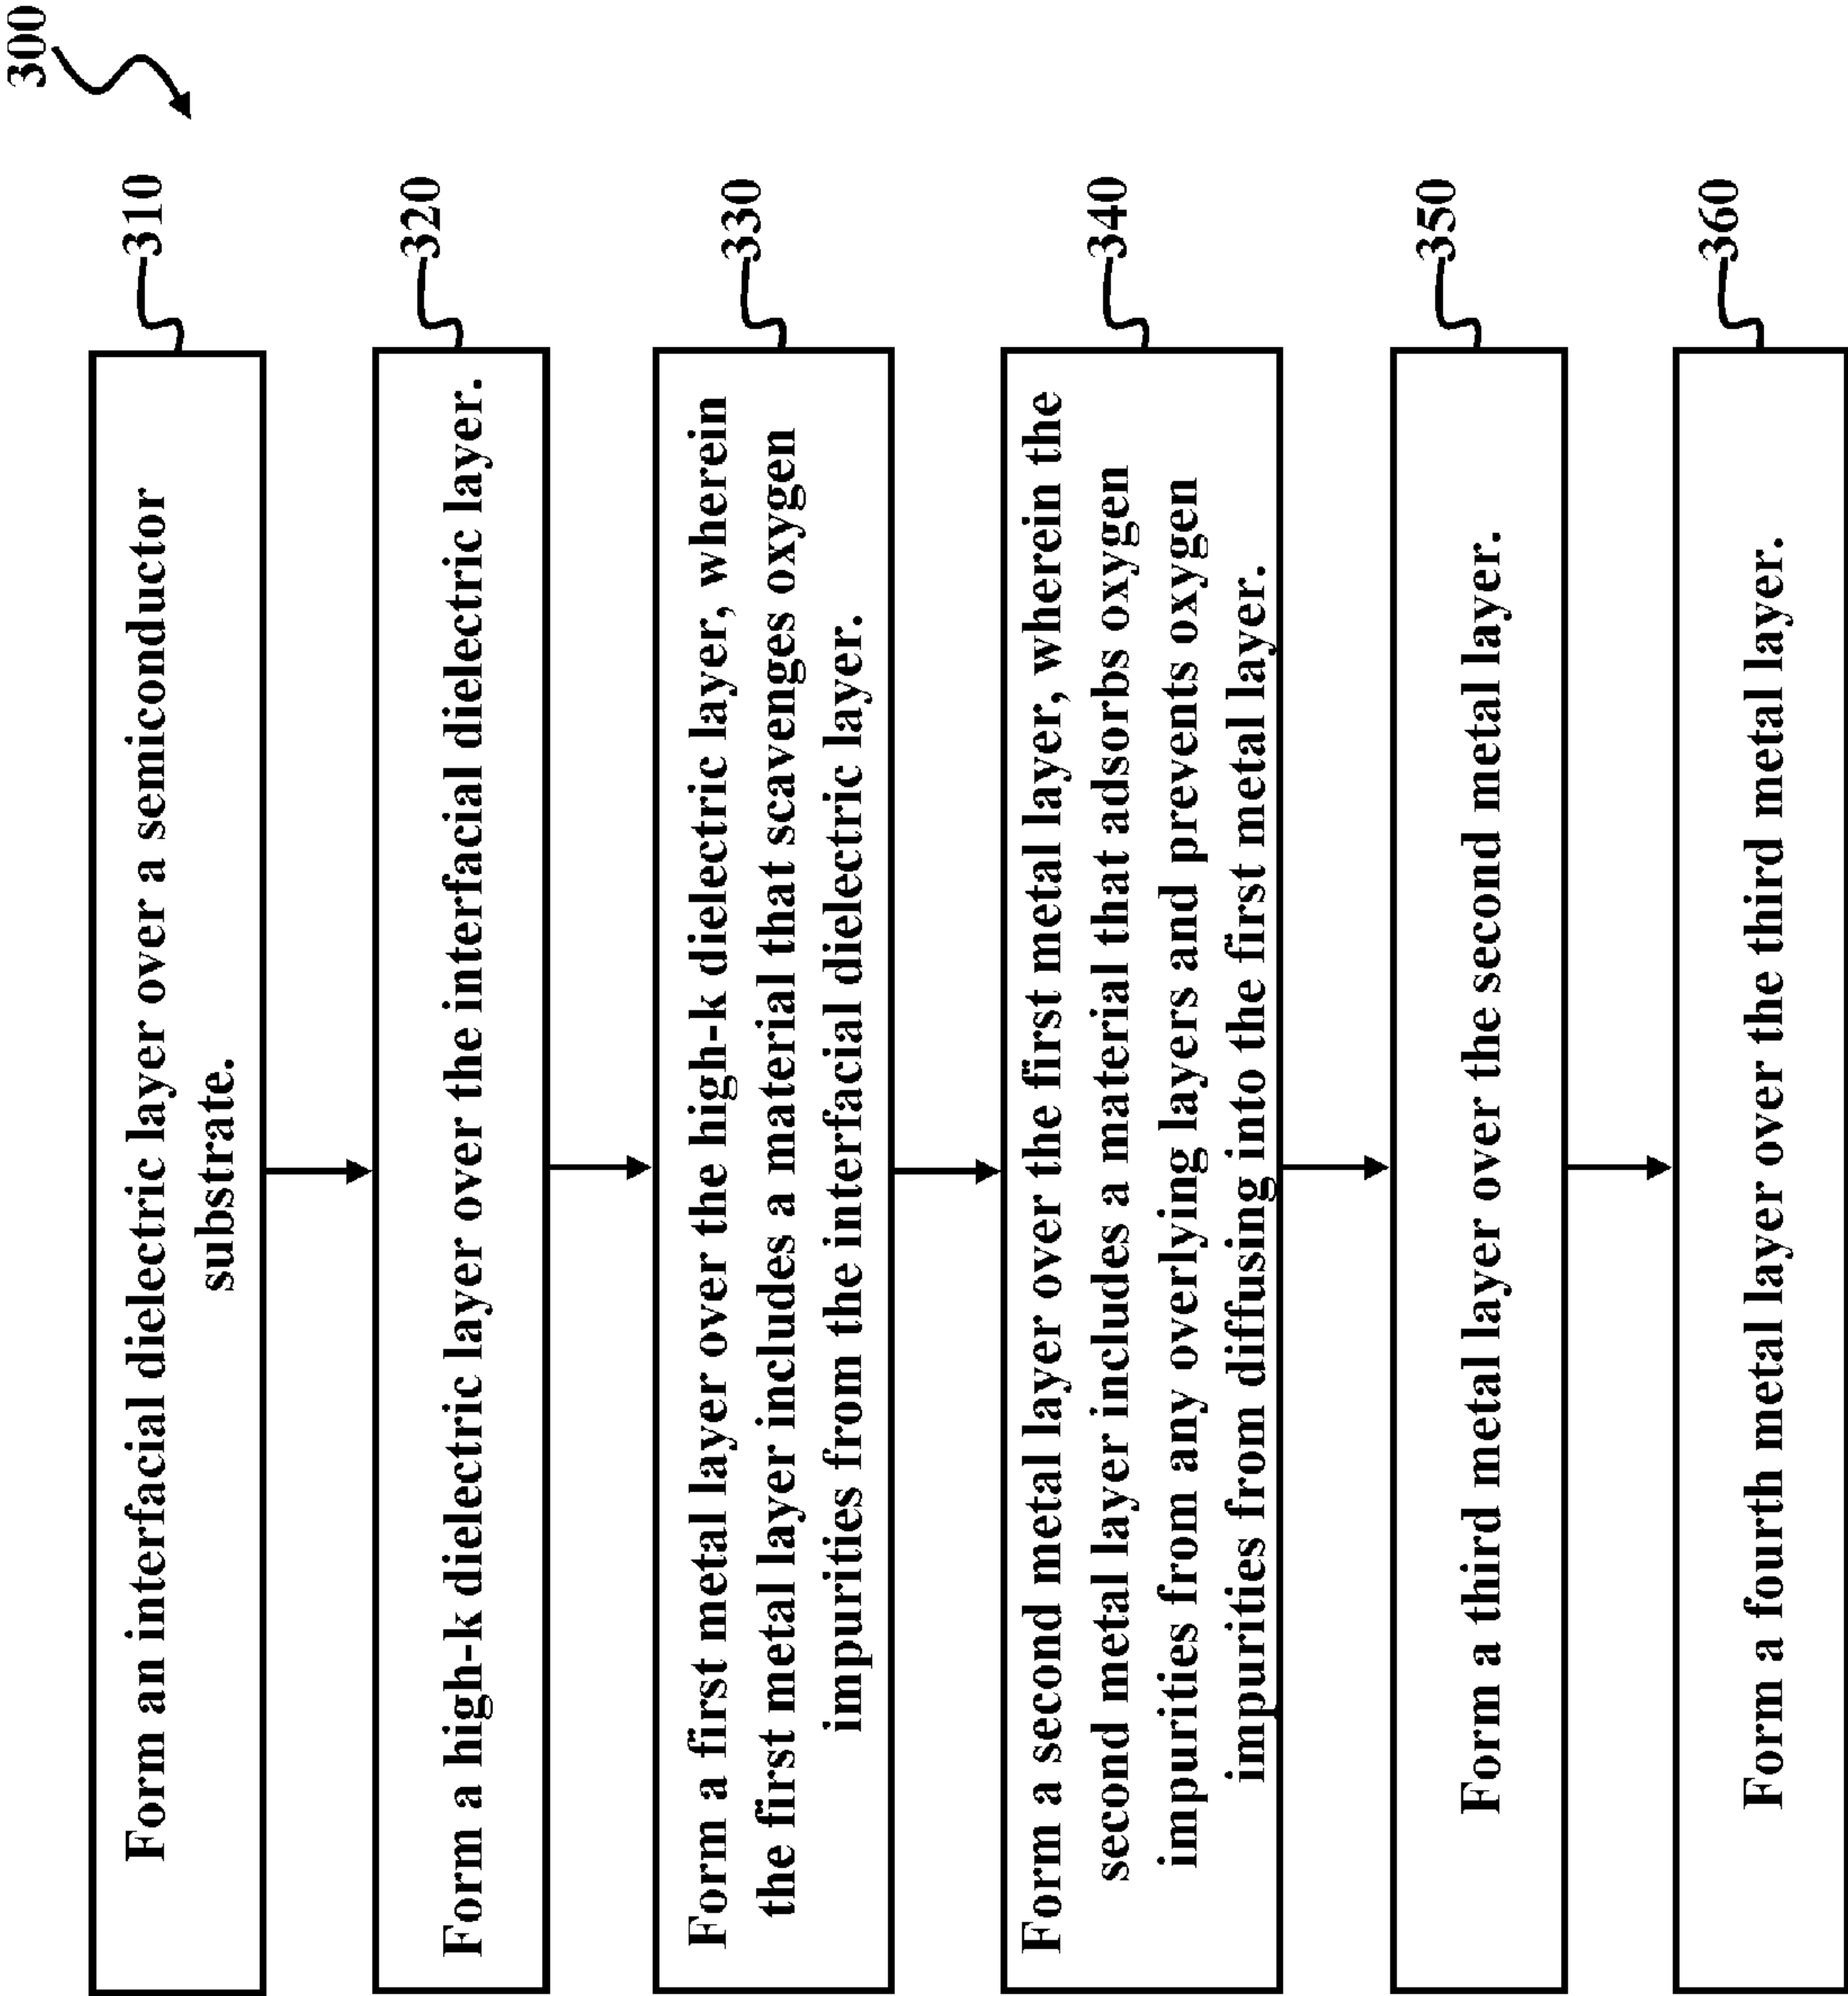 300
310
Form an interfacial dielectric layer over a semiconductor
substrate.
320
Form a high-k dielectric layer over the interfacial dielectric layer.
330
Form a first metal layer over the high-k dielectric layer, wherein
the first metal layer includes a material that scavenges oxygen
impurities from the interfacial dielectric layer.
340
Form a second metal layer over the first metal layer, wherein the
second metal layer includes a material that adsorbs oxygen
impurities from any overlying layers and prevents oxygen
impurities from diffusing into the first metal layer.
350
Form a third metal layer over the second metal layer.
360
Form a fourth metal layer over the third metal layer.